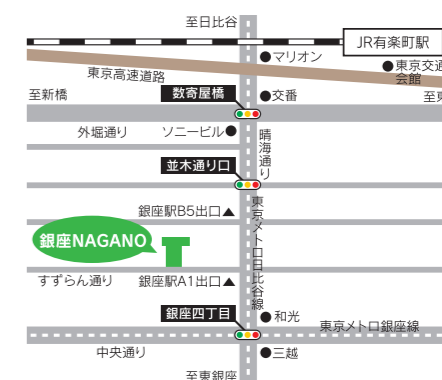 至日比谷
JR有楽町駅
●マリオン
●東京交通
会館
東京高速道路
至新橋
数寄屋橋
●交番
至東
外堀通り
ソニービル●
晴海通り
並木通り口
銀座駅B5出口▲
東京メトロ日比谷線
銀座NAGANO
すずらん通り
銀座駅A1出口▲
銀座四丁目
●和光
東京メトロ銀座線
中央通り
●三越
至東銀座